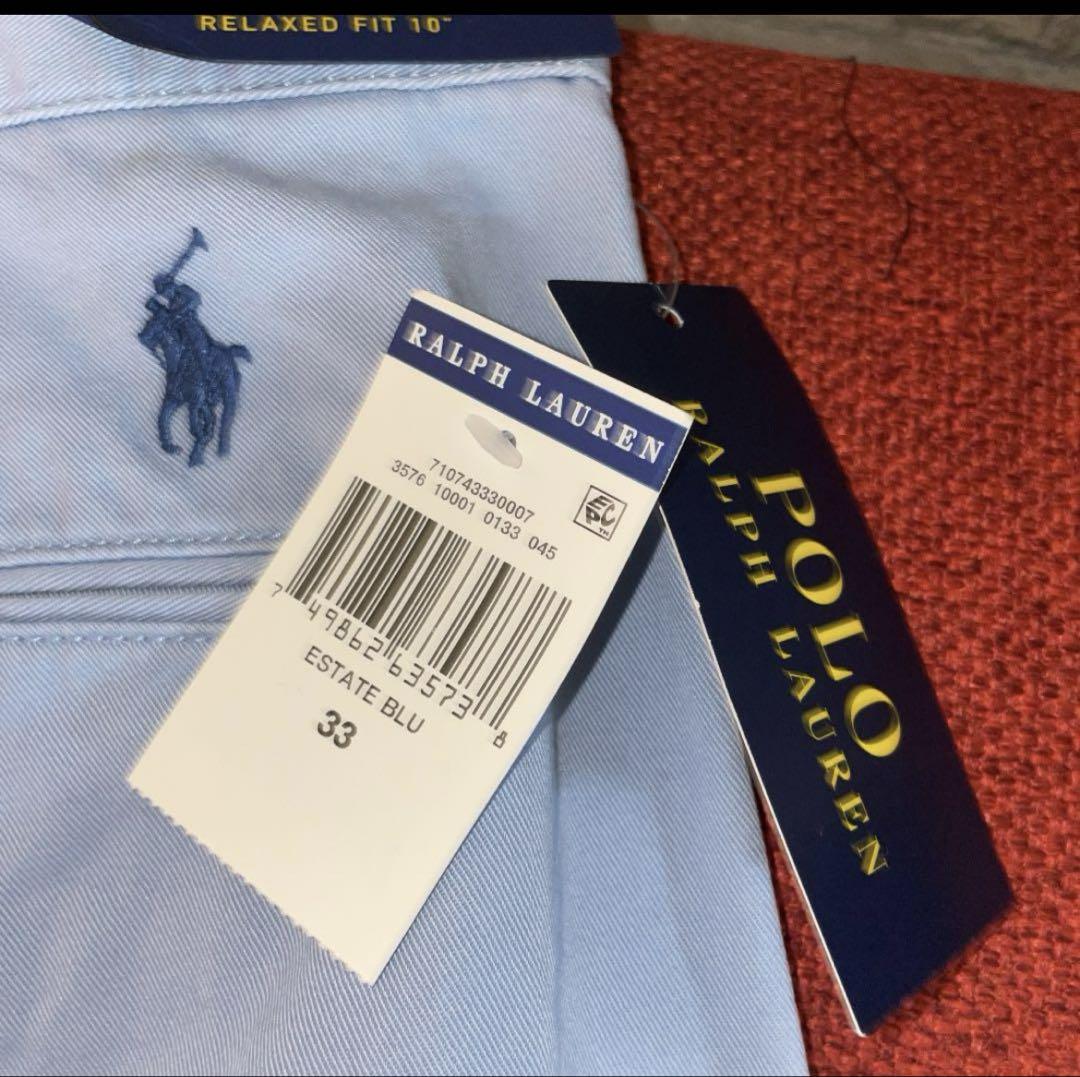 RELAXED FIT 10"
RALPH LAUREN
710743330007
3576 10001 0133 045
EPC™
7 49862 63573 8
ESTATE BLU
33
POLO
RALPH LAUREN